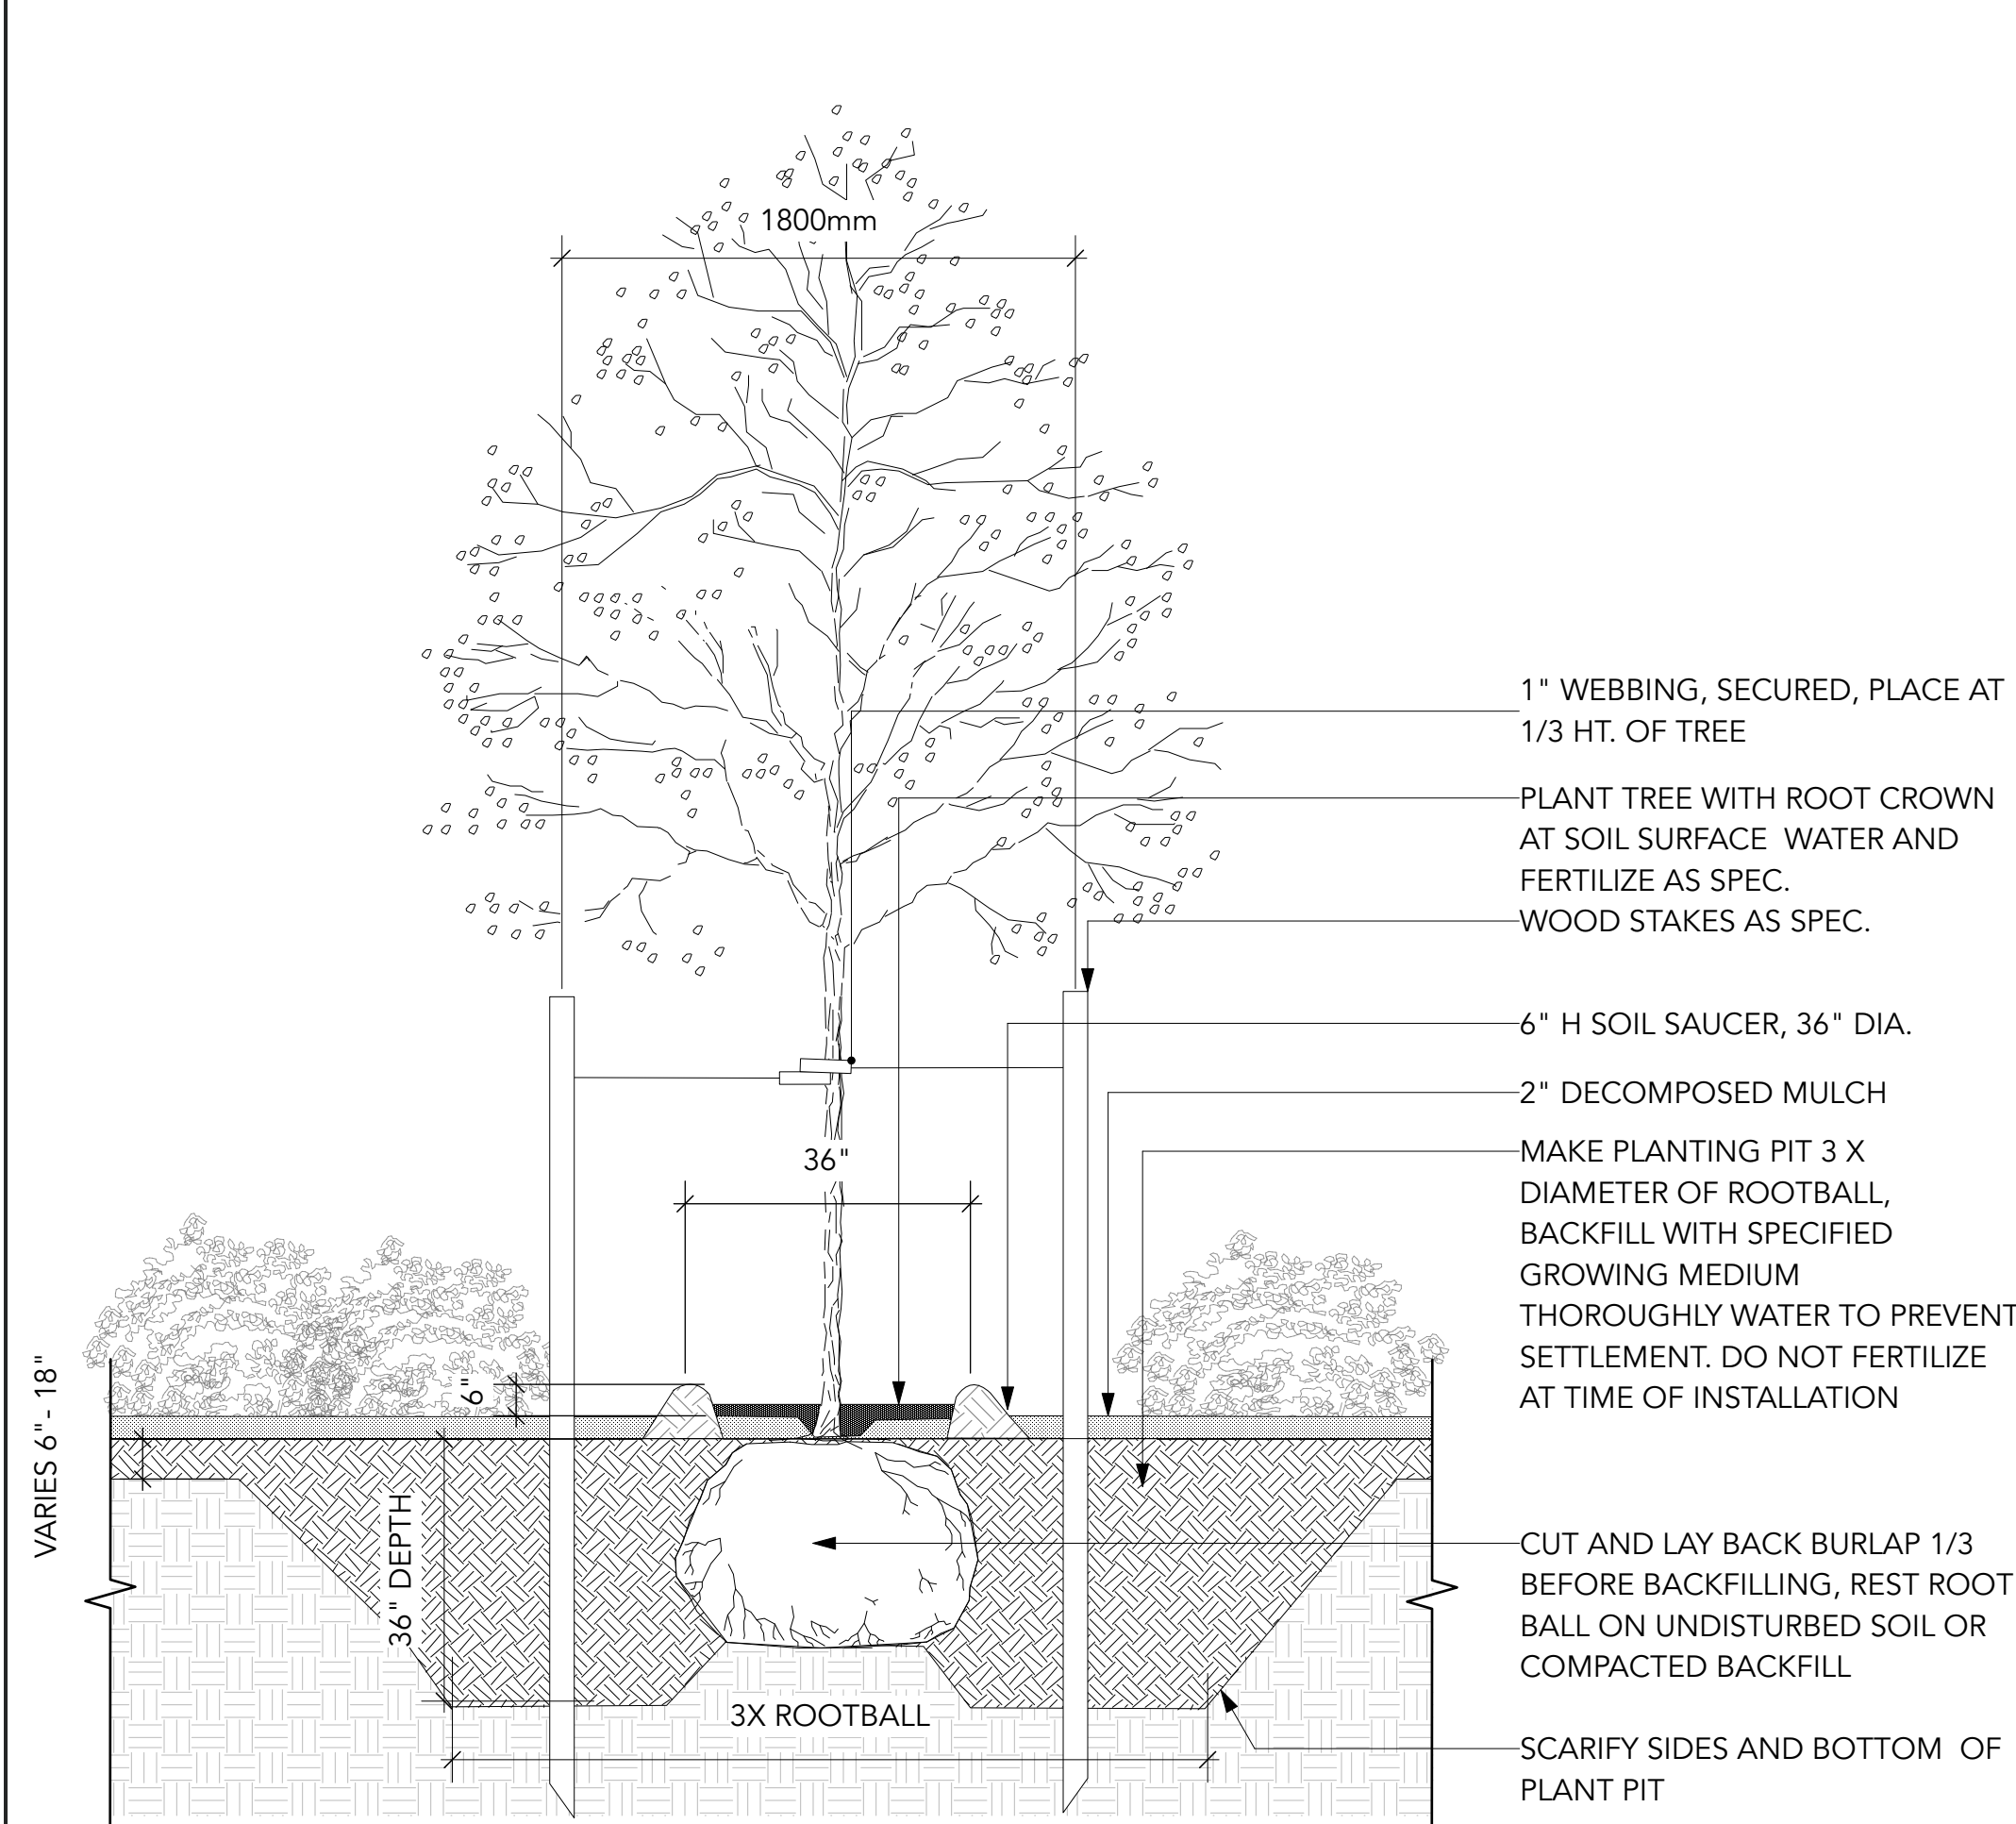 1800mm
1" WEBBING, SECURED, PLACE AT
1/3 HT. OF TREE
PLANT TREE WITH ROOT CROWN
AT SOIL SURFACE  WATER AND
FERTILIZE AS SPEC.
WOOD STAKES AS SPEC.
6" H SOIL SAUCER, 36" DIA.
2" DECOMPOSED MULCH
36"
MAKE PLANTING PIT 3 X
DIAMETER OF ROOTBALL,
BACKFILL WITH SPECIFIED
GROWING MEDIUM
THOROUGHLY WATER TO PREVENT
SETTLEMENT. DO NOT FERTILIZE
AT TIME OF INSTALLATION
6"
VARIES 6" - 18"
36" DEPTH
CUT AND LAY BACK BURLAP 1/3
BEFORE BACKFILLING, REST ROOT
BALL ON UNDISTURBED SOIL OR
COMPACTED BACKFILL
3X ROOTBALL
SCARIFY SIDES AND BOTTOM  OF
PLANT PIT